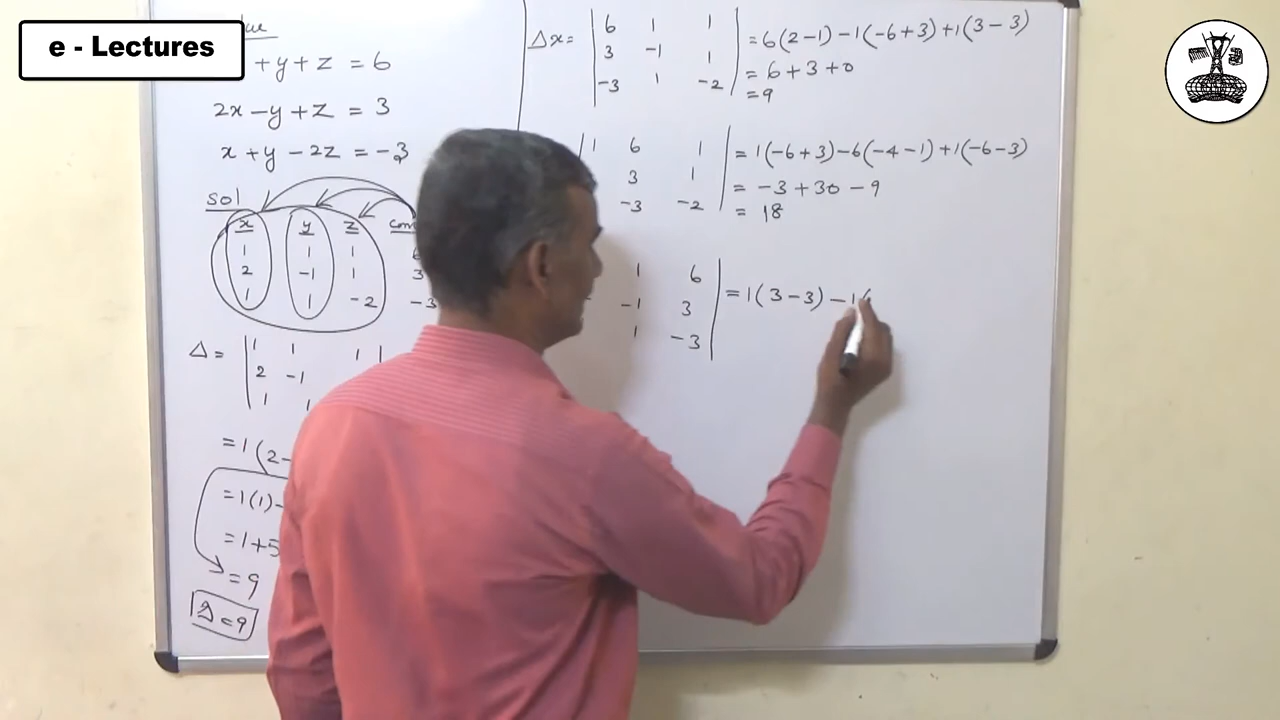 e - Lectures
+y+z = 6
2x-y+z = 3
x+y-2z = -3
Sol
x y z
1 1 1 6
2 -1 1 3
1 1 -2 -3
Δ= | 1 1 1 |
2 -1
1 1
=1(2-
=1(1)-
=1+5
=9
Δ=9
Δx= | 6 1 1 | =6(2-1)-1(-6+3)+1(3-3)
3 -1 1 = 6+3+0
-3 1 -2 =9
| 1 6 1 | =1(-6+3)-6(-4-1)+1(-6-3)
3 1 = -3+30-9
-3 -2 = 18
1 6 | =1(3-3)-1(
-1 3
1 -3